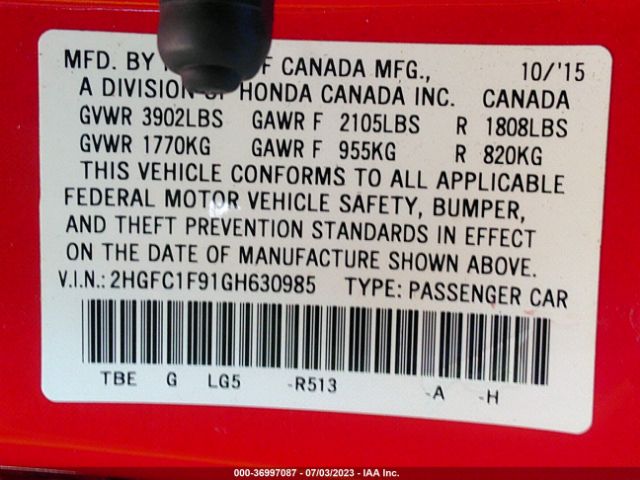 MFD. BY F CANADA MFG., 10/'15
A DIVISION OF HONDA CANADA INC. CANADA
GVWR 3902LBS GAWR F 2105LBS R 1808LBS
GVWR 1770KG GAWR F 955KG R 820KG
THIS VEHICLE CONFORMS TO ALL APPLICABLE
FEDERAL MOTOR VEHICLE SAFETY, BUMPER,
AND THEFT PREVENTION STANDARDS IN EFFECT
ON THE DATE OF MANUFACTURE SHOWN ABOVE.
V.I.N.: 2HGFC1F91GH630985 TYPE: PASSENGER CAR
TBE G LG5 -R513 -A -H
000-36997087 - 07/03/2023 - IAA Inc.